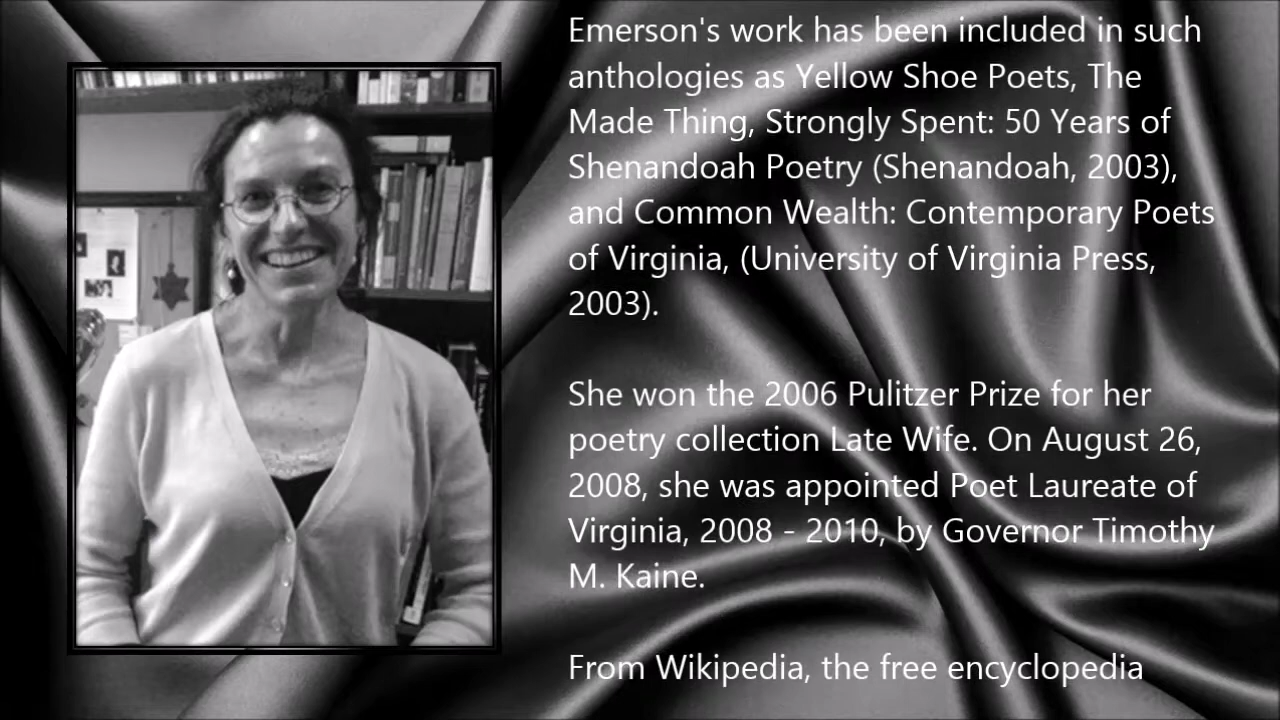 Emerson's work has been included in such
anthologies as Yellow Shoe Poets, The
Made Thing, Strongly Spent: 50 Years of
Shenandoah Poetry (Shenandoah, 2003),
and Common Wealth: Contemporary Poets
of Virginia, (University of Virginia Press,
2003).
She won the 2006 Pulitzer Prize for her
poetry collection Late Wife. On August 26,
2008, she was appointed Poet Laureate of
Virginia, 2008 - 2010, by Governor Timothy
M. Kaine.
From Wikipedia, the free encyclopedia